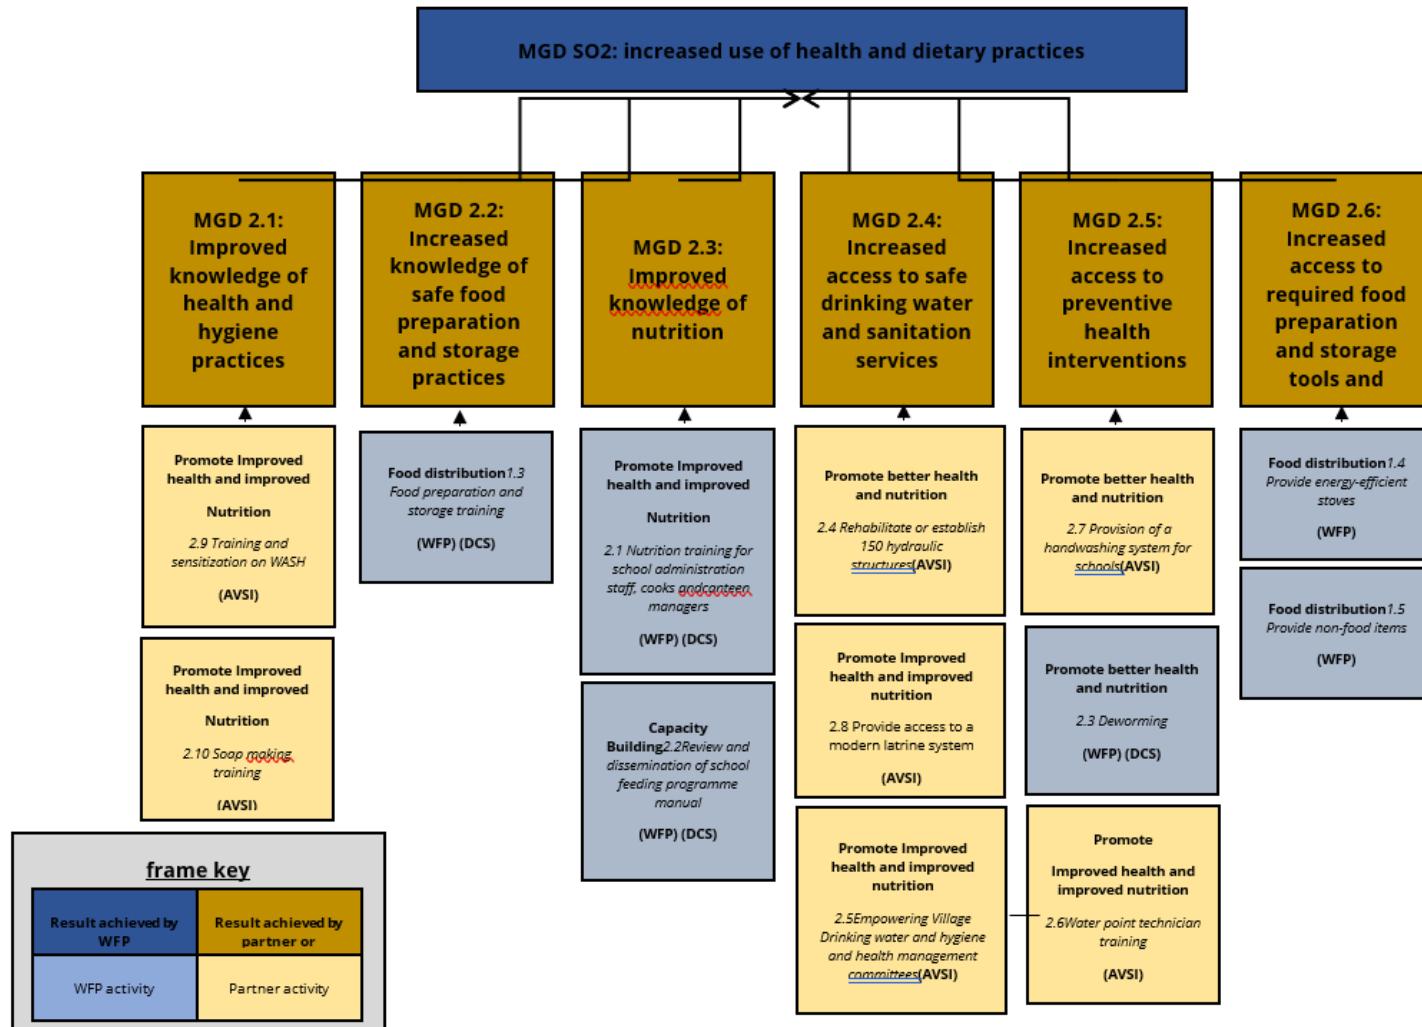 MGD SO2: increased use of health and dietary practices
MGD 2.1:
Improved
knowledge of
health and
hygiene
practices
MGD 2.2:
Increased
knowledge of
safe food
preparation
and storage
practices
MGD 2.3:
Improved
knowledge of
nutrition
MGD 2.4:
Increased
access to safe
drinking water
and sanitation
services
MGD 2.5:
Increased
access to
preventive
health
interventions
MGD 2.6:
Increased
access to
required food
preparation
and storage
tools and
Promote Improved
health and improved
Nutrition
2.9 Training and
sensitization on WASH
(AVSI)
Promote Improved
health and improved
Nutrition
2.10 Soap making
training
(AVSI)
Food distribution1.3
Food preparation and
storage training
(WFP) (DCS)
Promote Improved
health and improved
Nutrition
2.1 Nutrition training for
school administration
staff, cooks andcanteen
managers
(WFP) (DCS)
Capacity
Building2.2Review and
dissemination of school
feeding programme
manual
(WFP) (DCS)
Promote better health
and nutrition
2.4 Rehabilitate or establish
150 hydraulic
structures(AVSI)
Promote Improved
health and improved
nutrition
2.8 Provide access to a
modern latrine system
(AVSI)
Promote Improved
health and improved
nutrition
2.5Empowering Village
Drinking water and hygiene
and health management
committees(AVSI)
Promote better health
and nutrition
2.7 Provision of a
handwashing system for
schools(AVSI)
Promote better health
and nutrition
2.3 Deworming
(WFP) (DCS)
Promote
Improved health and
improved nutrition
2.6Water point technician
training
(AVSI)
Food distribution1.4
Provide energy-efficient
stoves
(WFP)
Food distribution1.5
Provide non-food items
(WFP)
frame key
Result achieved by
WFP
Result achieved by
partner or
WFP activity
Partner activity